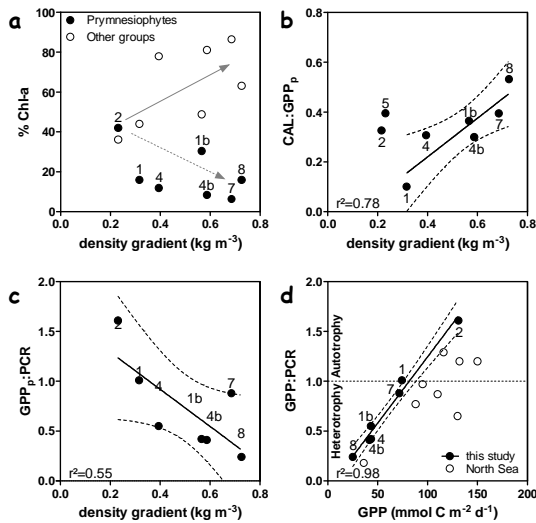 a
Prymnesiophytes
Other groups
% Chl-a
100
80
60
40
20
0
2
1
4
1b
4b
7
8
0.0 0.2 0.4 0.6 0.8
density gradient (kg m-3)
b
CAL:GPPp
0.8
0.6
0.4
0.2
0.0
5
2
1
4
1b
4b
7
8
r²=0.78
0.0 0.2 0.4 0.6 0.8
density gradient (kg m-3)
c
GPPp:PCR
2.0
1.5
1.0
0.5
0.0
2
1
4
1b
4b
7
8
r²=0.55
0.0 0.2 0.4 0.6 0.8
density gradient (kg m-3)
d
GPP:PCR
2.0
1.5
1.0
0.5
0.0
Heterotrophy Autotrophy
2
1
7
1b
4
4b
8
this study
North Sea
r²=0.98
0 50 100 150 200
GPP (mmol C m-2 d-1)